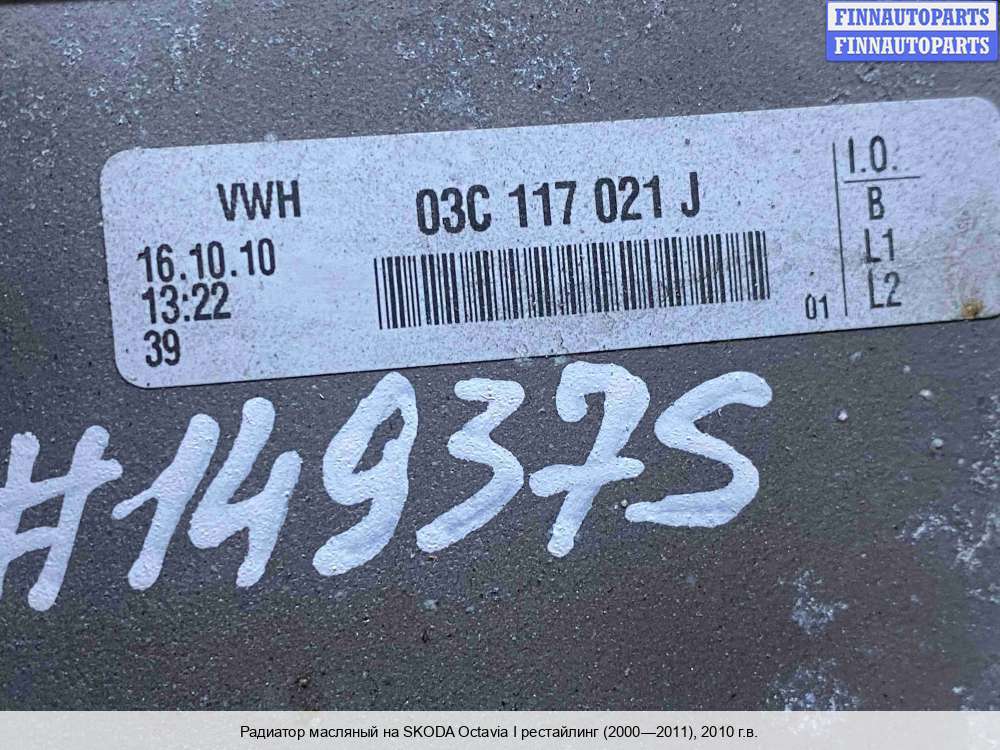 FINNAUTOPARTS
FINNAUTOPARTS
VWH
03C 117 021 J
16.10.10
13:22
39
01
I.O.
B
L1
L2
#149375
Радиатор масляный на SKODA Octavia I рестайлинг (2000—2011), 2010 г.в.